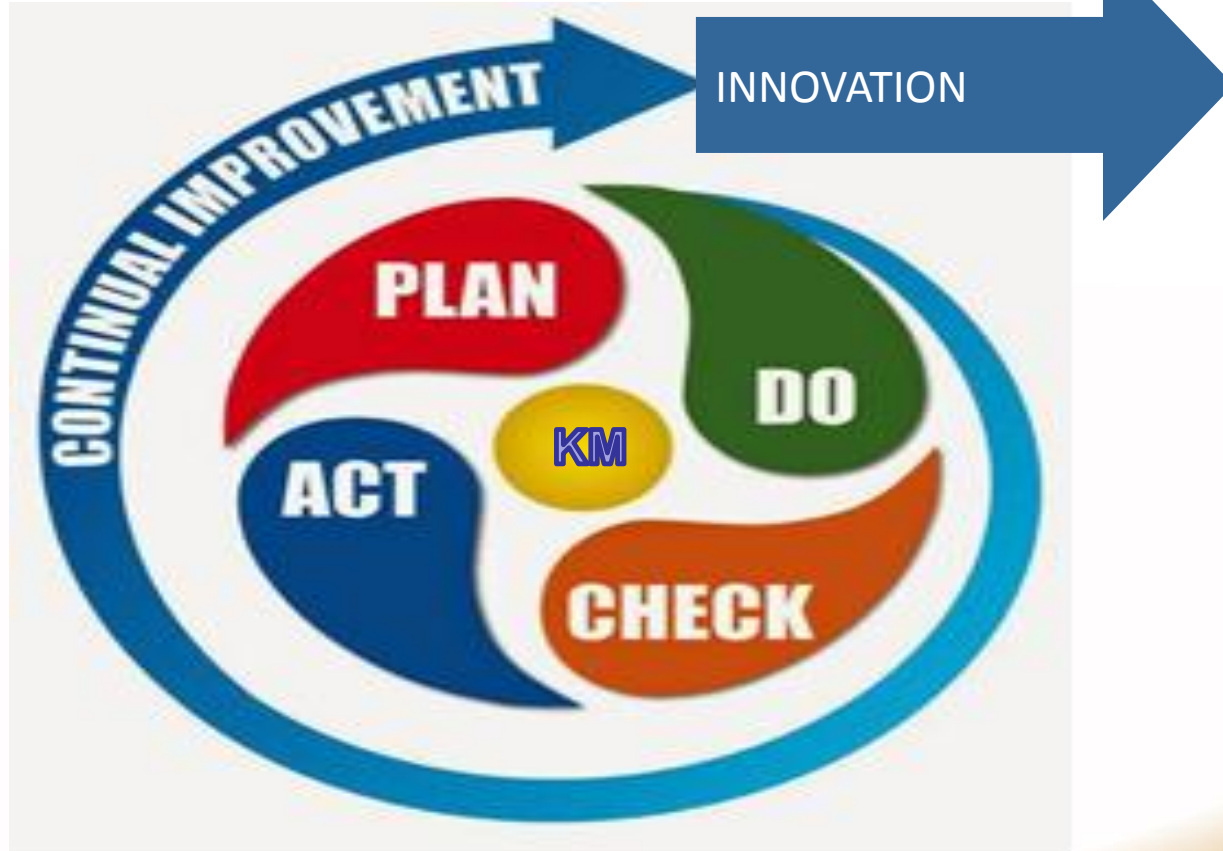 INNOVATION
CONTINUAL IMPROVEMENT
PLAN
DO
KM
ACT
CHECK